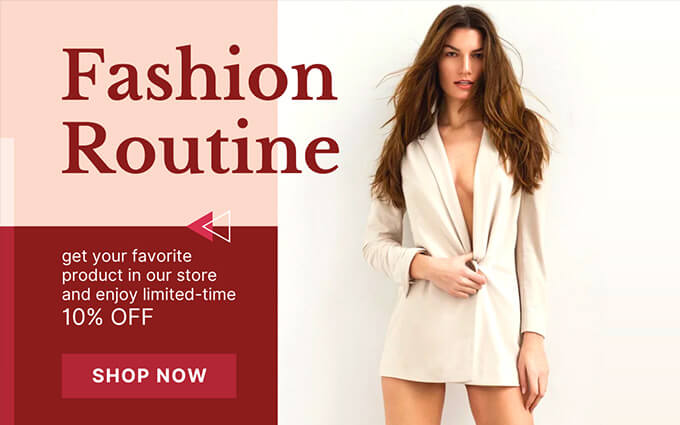 Fashion
Routine
get your favorite
product in our store
and enjoy limited-time
10% OFF
SHOP NOW